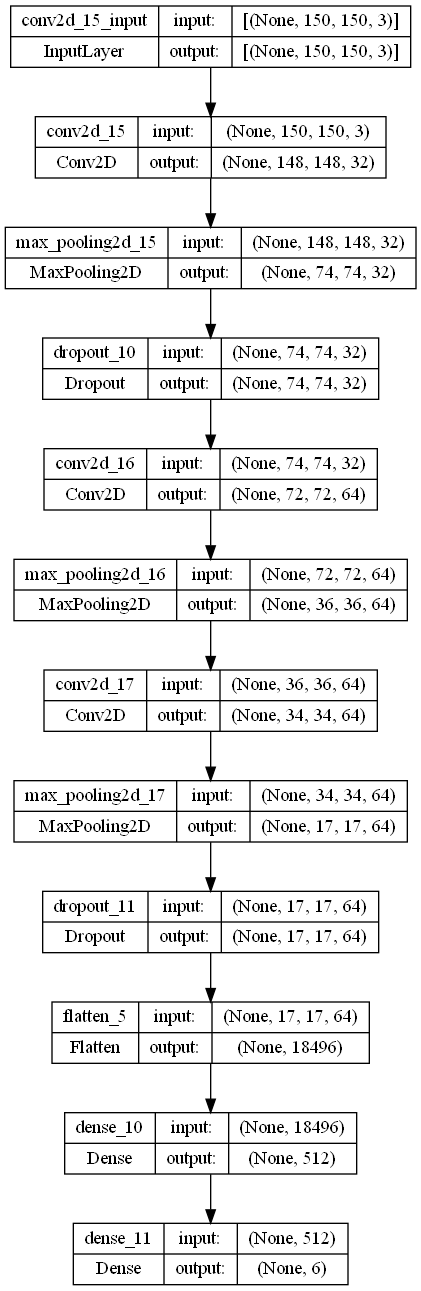 conv2d_15_input input: [(None, 150, 150, 3)]
InputLayer output: [(None, 150, 150, 3)]
conv2d_15 input: (None, 150, 150, 3)
Conv2D output: (None, 148, 148, 32)
max_pooling2d_15 input: (None, 148, 148, 32)
MaxPooling2D output: (None, 74, 74, 32)
dropout_10 input: (None, 74, 74, 32)
Dropout output: (None, 74, 74, 32)
conv2d_16 input: (None, 74, 74, 32)
Conv2D output: (None, 72, 72, 64)
max_pooling2d_16 input: (None, 72, 72, 64)
MaxPooling2D output: (None, 36, 36, 64)
conv2d_17 input: (None, 36, 36, 64)
Conv2D output: (None, 34, 34, 64)
max_pooling2d_17 input: (None, 34, 34, 64)
MaxPooling2D output: (None, 17, 17, 64)
dropout_11 input: (None, 17, 17, 64)
Dropout output: (None, 17, 17, 64)
flatten_5 input: (None, 17, 17, 64)
Flatten output: (None, 18496)
dense_10 input: (None, 18496)
Dense output: (None, 512)
dense_11 input: (None, 512)
Dense output: (None, 6)